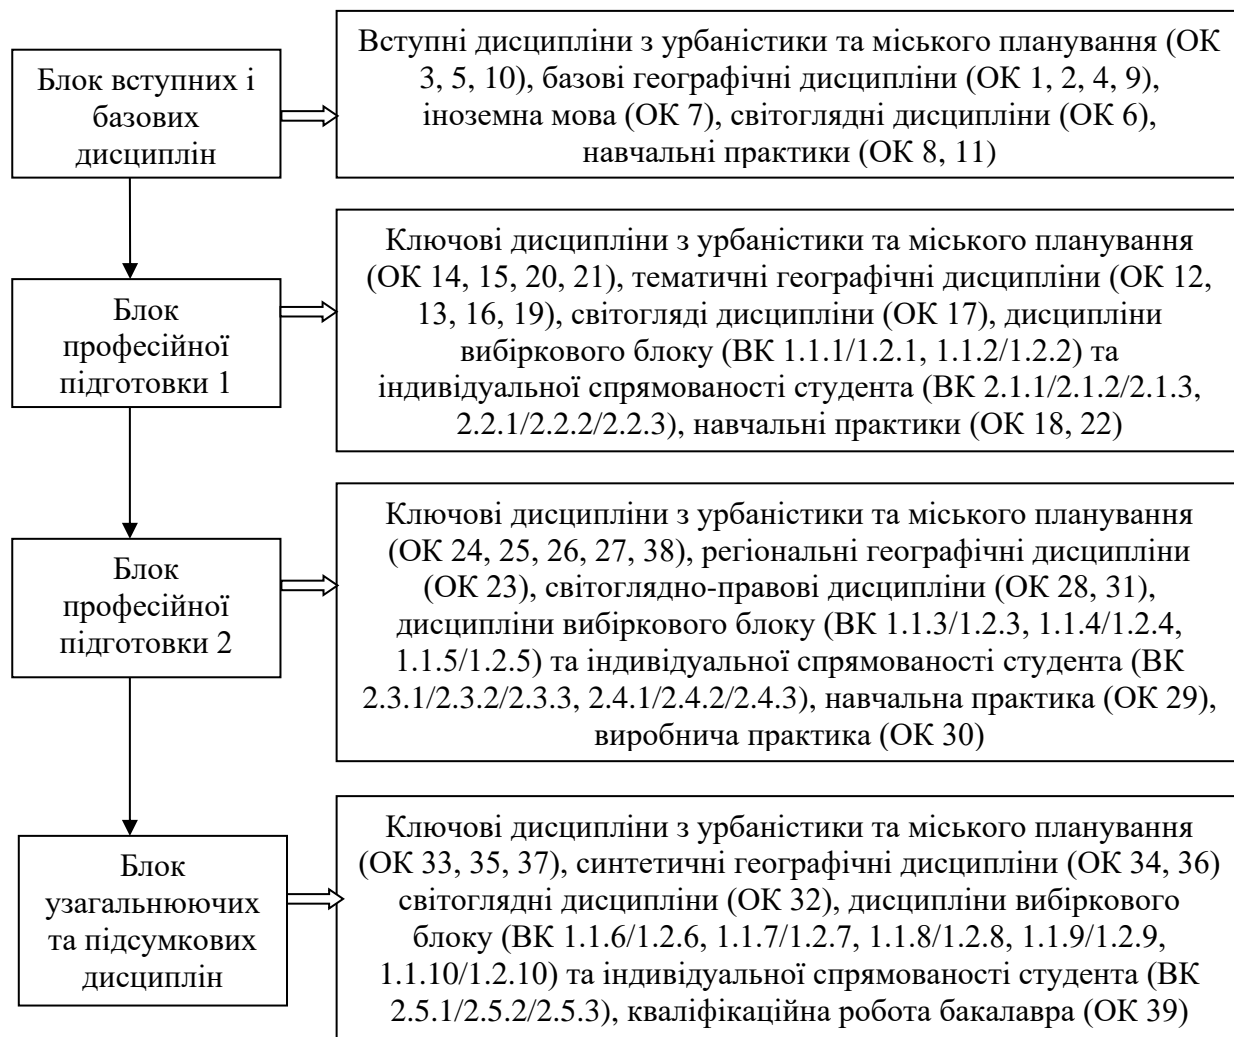 Блок вступних і
базових
дисциплін
Вступні дисципліни з урбаністики та міського планування (ОК
3, 5, 10), базові географічні дисципліни (ОК 1, 2, 4, 9),
іноземна мова (ОК 7), світоглядні дисципліни (ОК 6),
навчальні практики (ОК 8, 11)
Блок
професійної
підготовки 1
Ключові дисципліни з урбаністики та міського планування
(ОК 14, 15, 20, 21), тематичні географічні дисципліни (ОК 12,
13, 16, 19), світогляді дисципліни (ОК 17), дисципліни
вибіркового блоку (ВК 1.1.1/1.2.1, 1.1.2/1.2.2) та
індивідуальної спрямованості студента (ВК 2.1.1/2.1.2/2.1.3,
2.2.1/2.2.2/2.2.3), навчальні практики (ОК 18, 22)
Блок
професійної
підготовки 2
Ключові дисципліни з урбаністики та міського планування
(ОК 24, 25, 26, 27, 38), регіональні географічні дисципліни
(ОК 23), світоглядно-правові дисципліни (ОК 28, 31),
дисципліни вибіркового блоку (ВК 1.1.3/1.2.3, 1.1.4/1.2.4,
1.1.5/1.2.5) та індивідуальної спрямованості студента (ВК
2.3.1/2.3.2/2.3.3, 2.4.1/2.4.2/2.4.3), навчальна практика (ОК 29),
виробнича практика (ОК 30)
Блок
узагальнюючих
та підсумкових
дисциплін
Ключові дисципліни з урбаністики та міського планування
(ОК 33, 35, 37), синтетичні географічні дисципліни (ОК 34, 36)
світоглядні дисципліни (ОК 32), дисципліни вибіркового
блоку (ВК 1.1.6/1.2.6, 1.1.7/1.2.7, 1.1.8/1.2.8, 1.1.9/1.2.9,
1.1.10/1.2.10) та індивідуальної спрямованості студента (ВК
2.5.1/2.5.2/2.5.3), кваліфікаційна робота бакалавра (ОК 39)